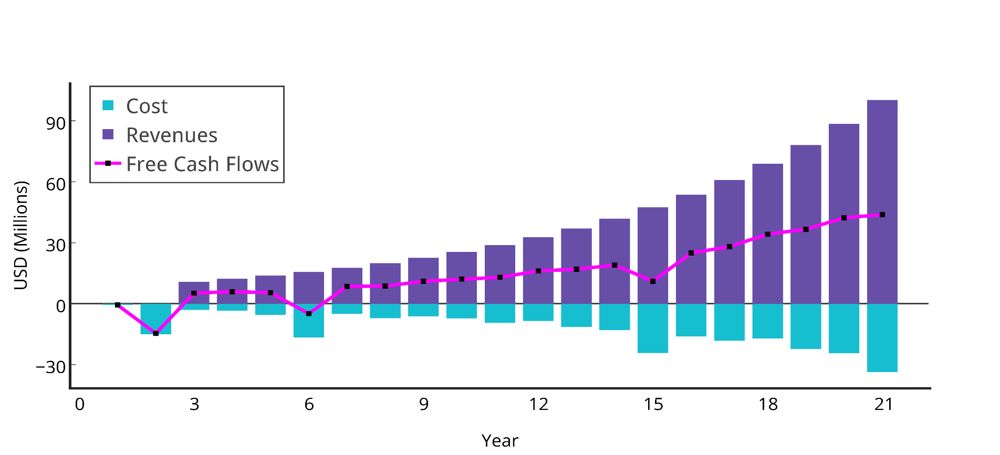 Cost
Revenues
Free Cash Flows
90
60
30
0
−30
USD (Millions)
0 3 6 9 12 15 18 21
Year